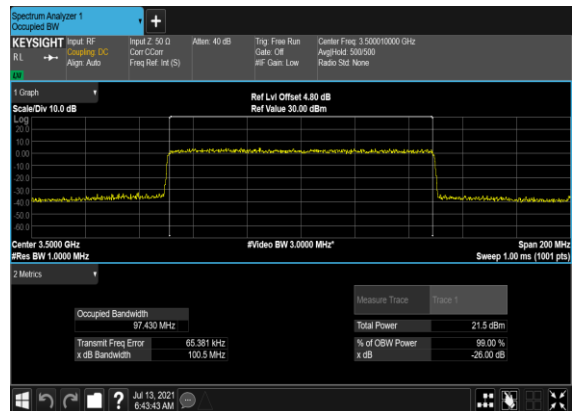 Spectrum Analyzer 1
Occupied BW
KEYSIGHT
R L
LW
Input: RF
Coupling: DC
Align: Auto
Input Z: 50 Ω
Corr CCorr
Freq Ref: Int (S)
Atten: 40 dB
Trig: Free Run
Gate: Off
#IF Gain: Low
Center Freq: 3.500010000 GHz
Avg|Hold: 500/500
Radio Std: None
1 Graph
Scale/Div 10.0 dB
Ref Lvl Offset 4.80 dB
Ref Value 30.00 dBm
Log
20.0
10.0
0.00
-10.0
-20.0
-30.0
-40.0
-50.0
-60.0
Center 3.5000 GHz
#Res BW 1.0000 MHz
#Video BW 3.0000 MHz*
Span 200 MHz
Sweep 1.00 ms (1001 pts)
2 Metrics
Measure Trace Trace 1
Occupied Bandwidth
97.430 MHz
Total Power 21.5 dBm
Transmit Freq Error 65.381 kHz
% of OBW Power 99.00 %
x dB Bandwidth 100.5 MHz
x dB -26.00 dB
Jul 13, 2021
6:43:43 AM